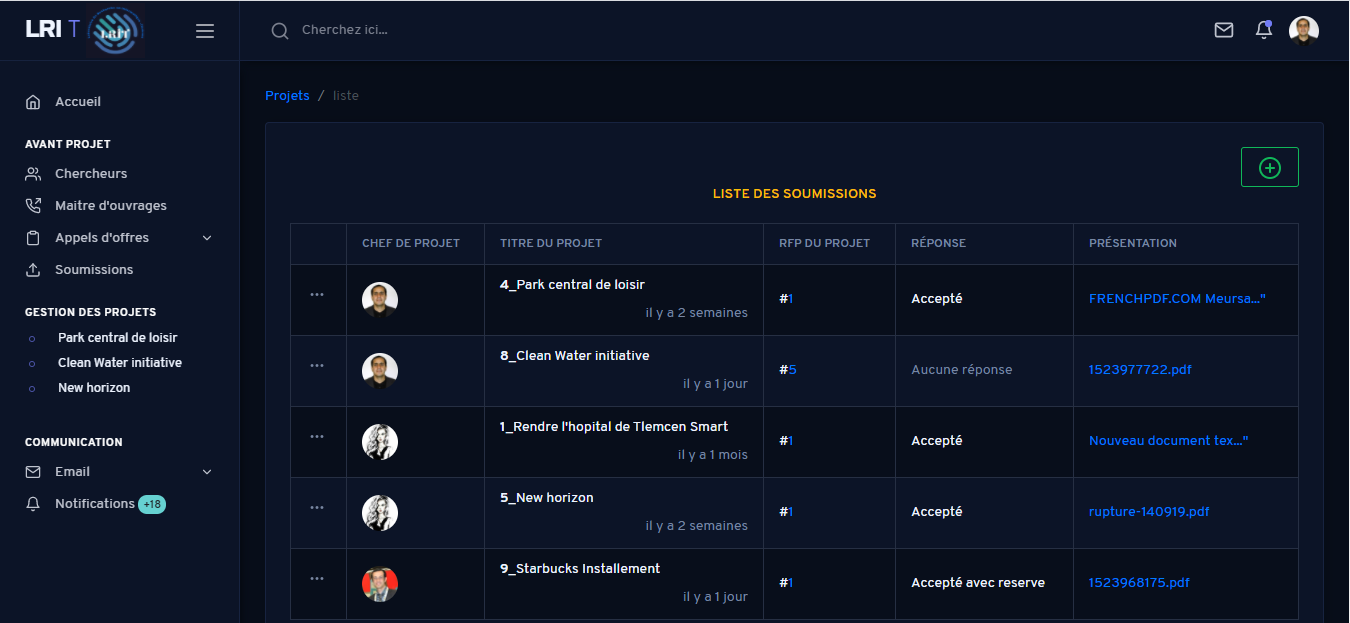 LRI T
LRIT
Cherchez ici...
Accueil
AVANT PROJET
Chercheurs
Maitre d'ouvrages
Appels d'offres
Soumissions
GESTION DES PROJETS
Park central de loisir
Clean Water initiative
New horizon
COMMUNICATION
Email
Notifications +18
Projets / liste
LISTE DES SOUMISSIONS
CHEF DE PROJET TITRE DU PROJET RFP DU PROJET RÉPONSE PRÉSENTATION
4_Park central de loisir
il y a 2 semaines
#1 Accepté FRENCHPDF.COM Meursa..."
8_Clean Water initiative
il y a 1 jour
#5 Aucune réponse 1523977722.pdf
1_Rendre l'hopital de Tlemcen Smart
il y a 1 mois
#1 Accepté Nouveau document tex..."
5_New horizon
il y a 2 semaines
#1 Accepté rupture-140919.pdf
9_Starbucks Installement
il y a 1 jour
#1 Accepté avec reserve 1523968175.pdf